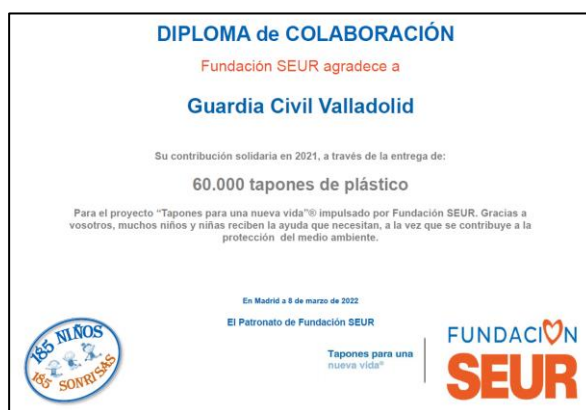 DIPLOMA de COLABORACIÓN
Fundación SEUR agradece a
Guardia Civil Valladolid
Su contribución solidaria en 2021, a través de la entrega de:
60.000 tapones de plástico
Para el proyecto “Tapones para una nueva vida”® impulsado por Fundación SEUR. Gracias a
vosotros, muchos niños y niñas reciben la ayuda que necesitan, a la vez que se contribuye a la
protección del medio ambiente.
En Madrid a 8 de marzo de 2022
El Patronato de Fundación SEUR
185 NIÑOS
185 SONRISAS
Tapones para una
nueva vida®
FUNDACIÓN
SEUR